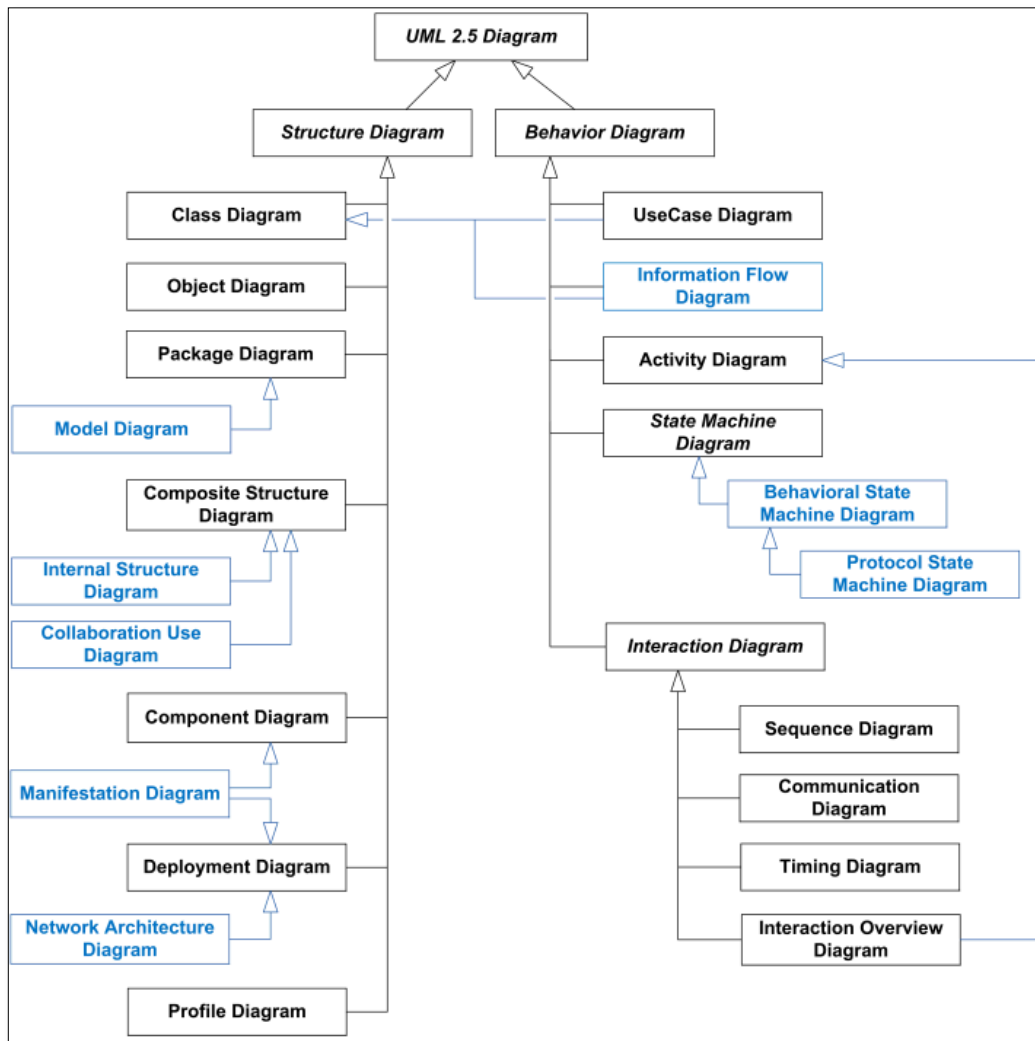 UML 2.5 Diagram
Structure Diagram
Behavior Diagram
Class Diagram
UseCase Diagram
Object Diagram
Information Flow
Diagram
Package Diagram
Activity Diagram
Model Diagram
State Machine
Diagram
Composite Structure
Diagram
Behavioral State
Machine Diagram
Internal Structure
Diagram
Protocol State
Machine Diagram
Collaboration Use
Diagram
Interaction Diagram
Component Diagram
Sequence Diagram
Manifestation Diagram
Communication
Diagram
Deployment Diagram
Timing Diagram
Network Architecture
Diagram
Interaction Overview
Diagram
Profile Diagram